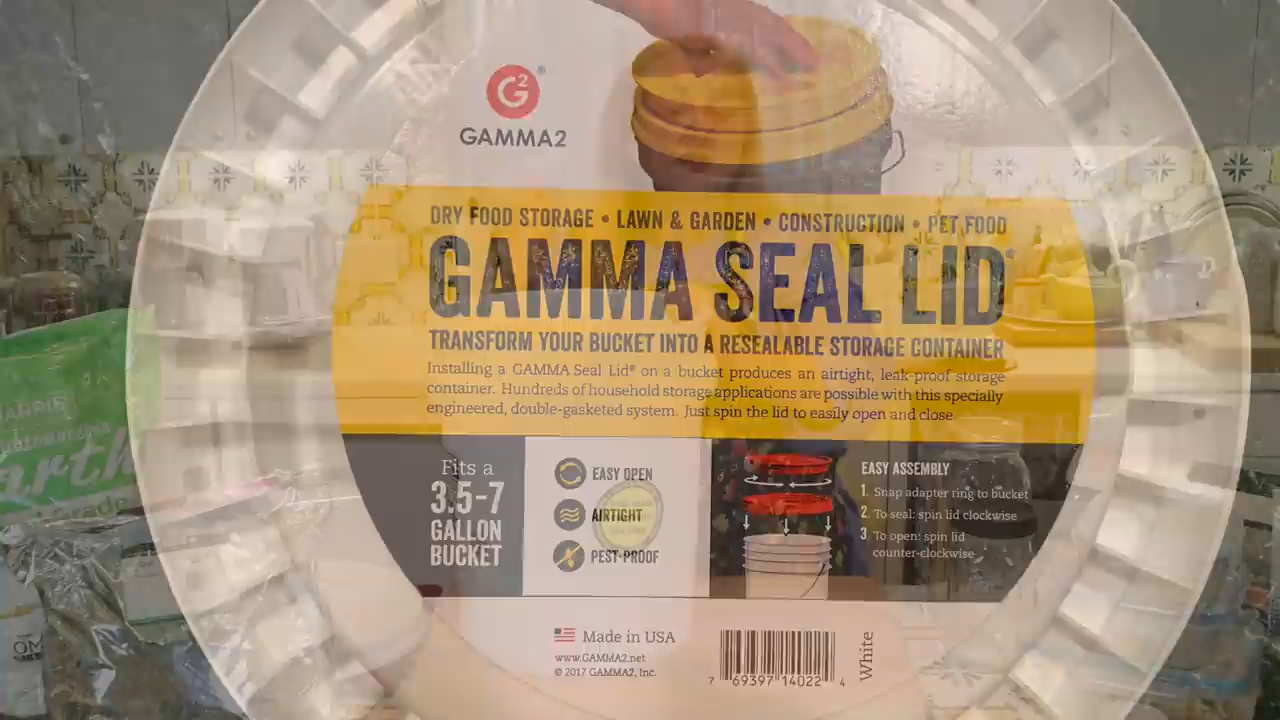 G2®
GAMMA2
DRY FOOD STORAGE • LAWN & GARDEN • CONSTRUCTION • PET FOOD
GAMMA SEAL LID®
TRANSFORM YOUR BUCKET INTO A RESEALABLE STORAGE CONTAINER
Installing a GAMMA Seal Lid® on a bucket produces an airtight, leak-proof storage
container. Hundreds of household storage applications are possible with this specially
engineered, double-gasketed system. Just spin the lid to easily open and close.
Fits a
3.5-7
GALLON
BUCKET
EASY OPEN
AIRTIGHT
PEST-PROOF
EASY ASSEMBLY
1. Snap adapter ring to bucket
2. To seal: spin lid clockwise
3. To open: spin lid
counter-clockwise
Made in USA
www.GAMMA2.net
© 2017 GAMMA2, Inc.
7 69397 14022 4
White